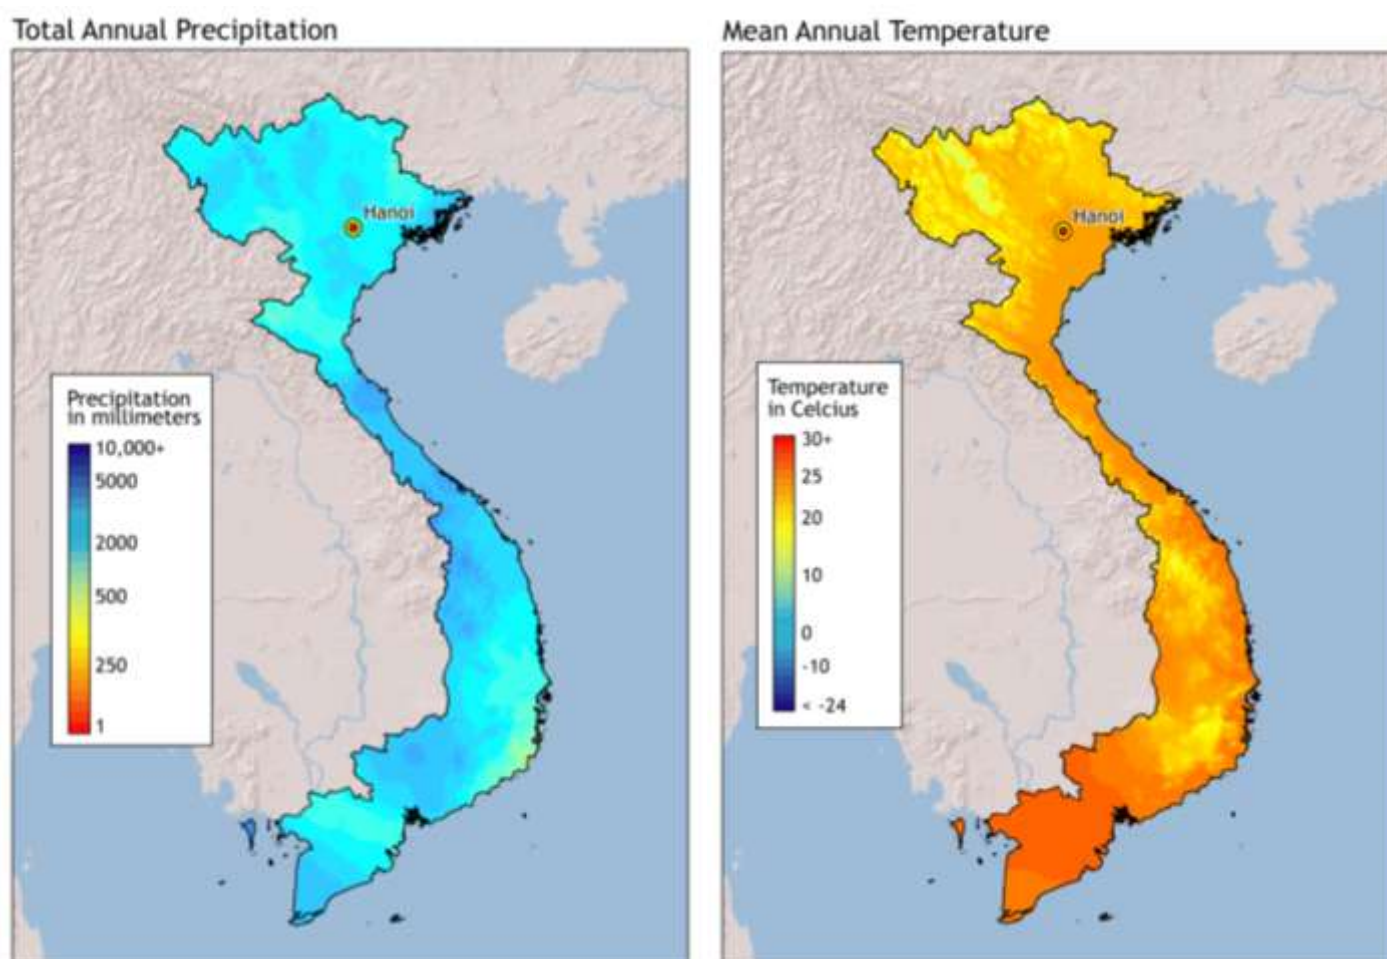 Total Annual Precipitation
Hanoi
Precipitation
in millimeters
10,000+
5000
2000
500
250
1
Mean Annual Temperature
Hanoi
Temperature
in Celcius
30+
25
20
10
0
-10
< -24